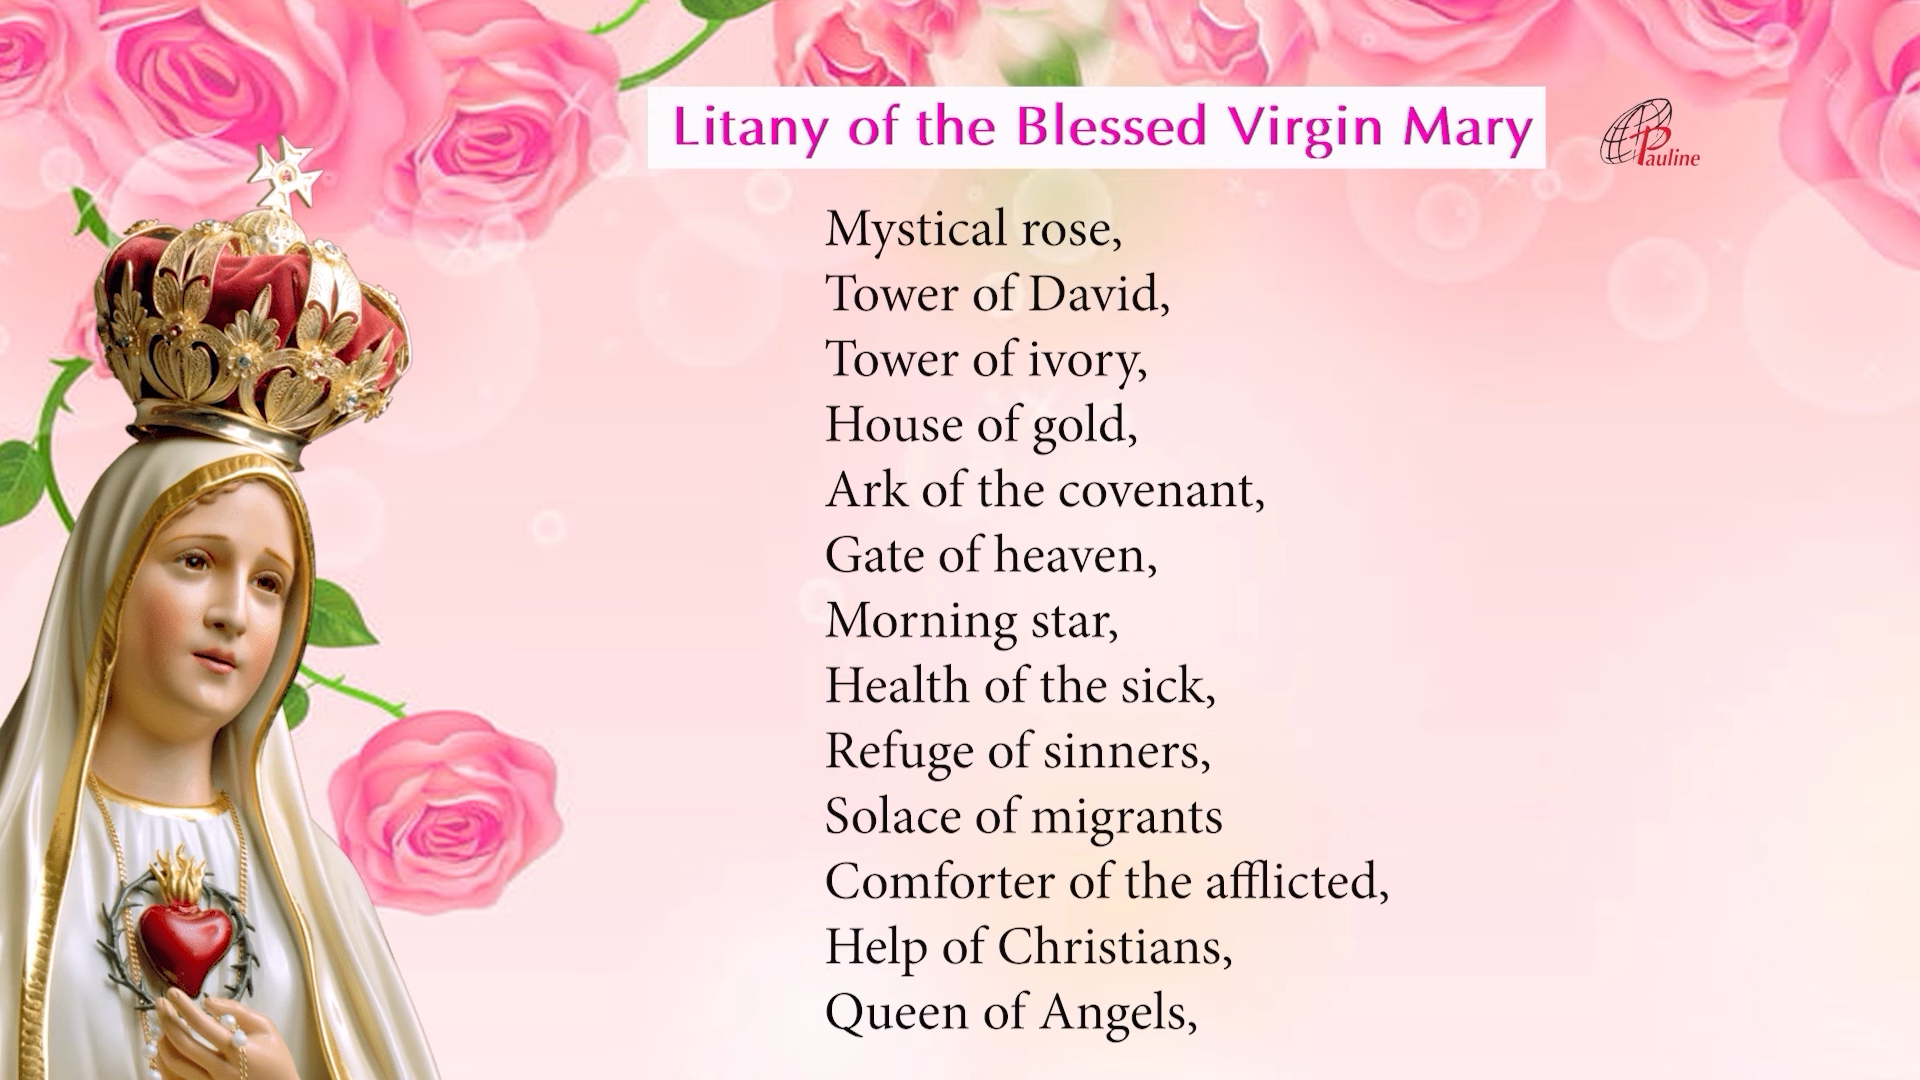 Litany of the Blessed Virgin Mary
Pauline
Mystical rose,
Tower of David,
Tower of ivory,
House of gold,
Ark of the covenant,
Gate of heaven,
Morning star,
Health of the sick,
Refuge of sinners,
Solace of migrants
Comforter of the afflicted,
Help of Christians,
Queen of Angels,